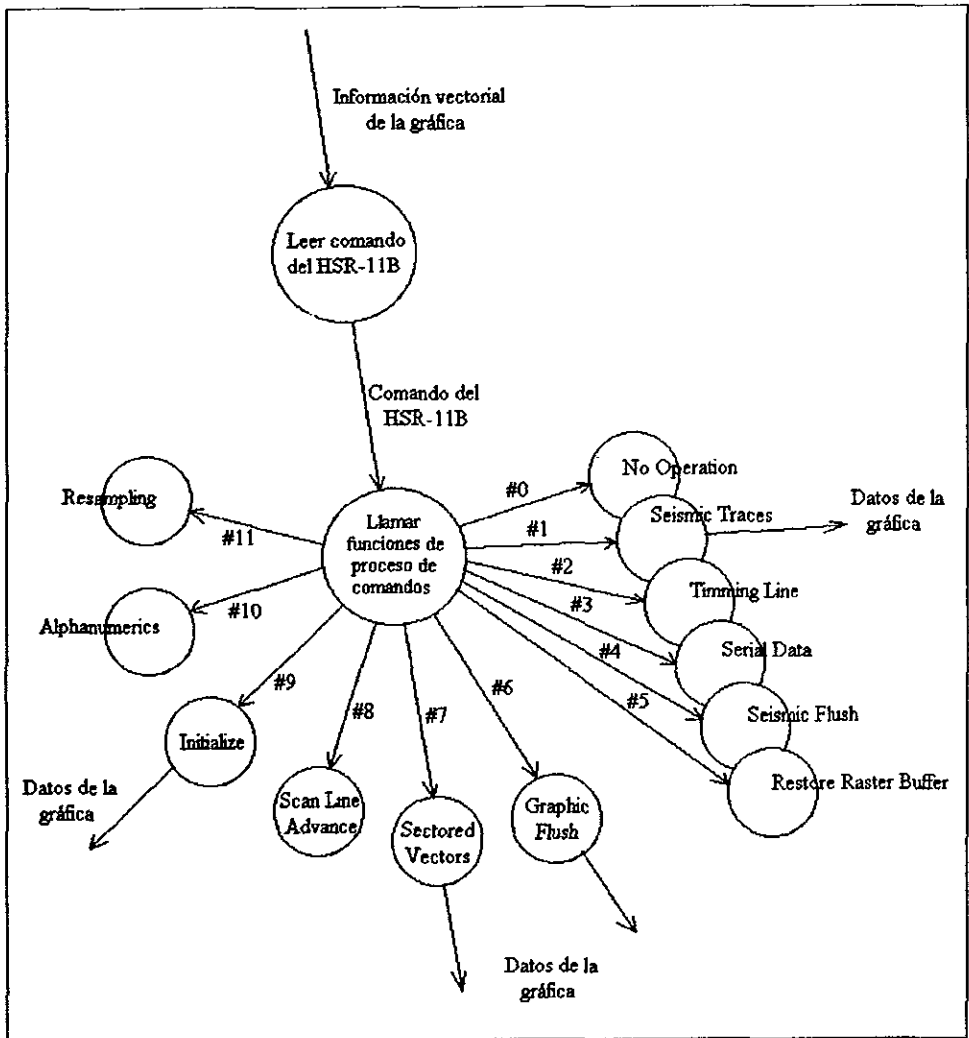 Información vectorial
de la gráfica
Leer comando
del HSR-11B
Comando del
HSR-11B
Llamar
funciones de
proceso de
comandos
#0
No Operation
#1
Seismic Traces
Datos de la
gráfica
#2
Timming Line
#3
Serial Data
#4
Seismic Flush
#5
Restore Raster Buffer
#6
Graphic
Flush
#7
Sectored
Vectors
Datos de la
gráfica
#8
Scan Line
Advance
#9
Initialize
Datos de la
gráfica
#10
Alphanumerics
#11
Resampling